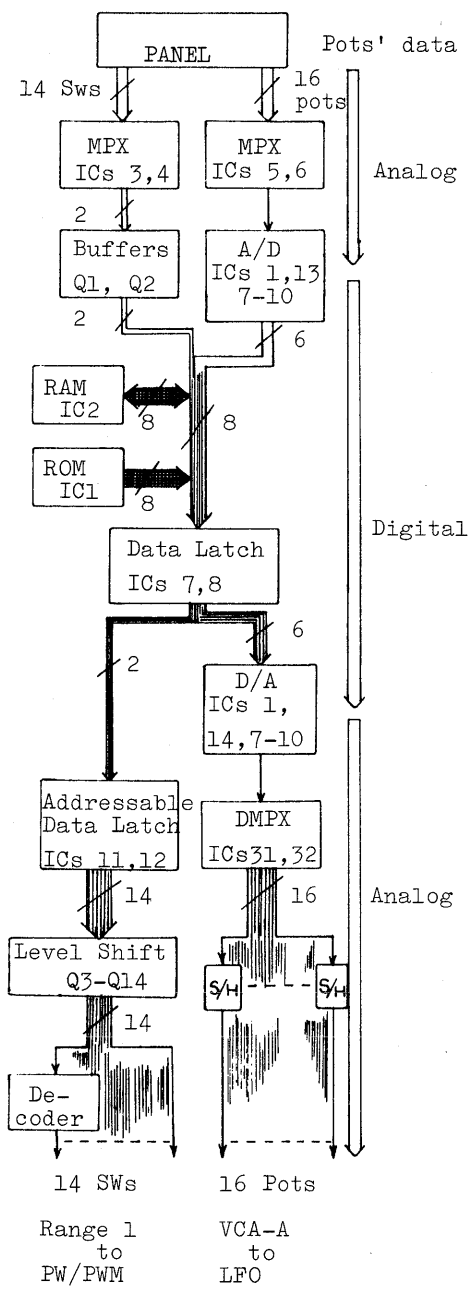 PANEL
Pots' data
14 Sws
16
pots
MPX
ICs 3,4
MPX
ICs 5,6
Analog
2
Buffers
Q1, Q2
A/D
ICs 1,13
7-10
2
6
RAM
IC2
8
8
ROM
IC1
8
Digital
Data Latch
ICs 7,8
2
6
D/A
ICs 1,
14,7-10
Addressable
Data Latch
ICs 11,12
DMPX
ICs31,32
14
16
Analog
Level Shift
Q3-Q14
S/H
S/H
14
De-
coder
14 SWs
16 Pots
Range 1
to
PW/PWM
VCA-A
to
LFO